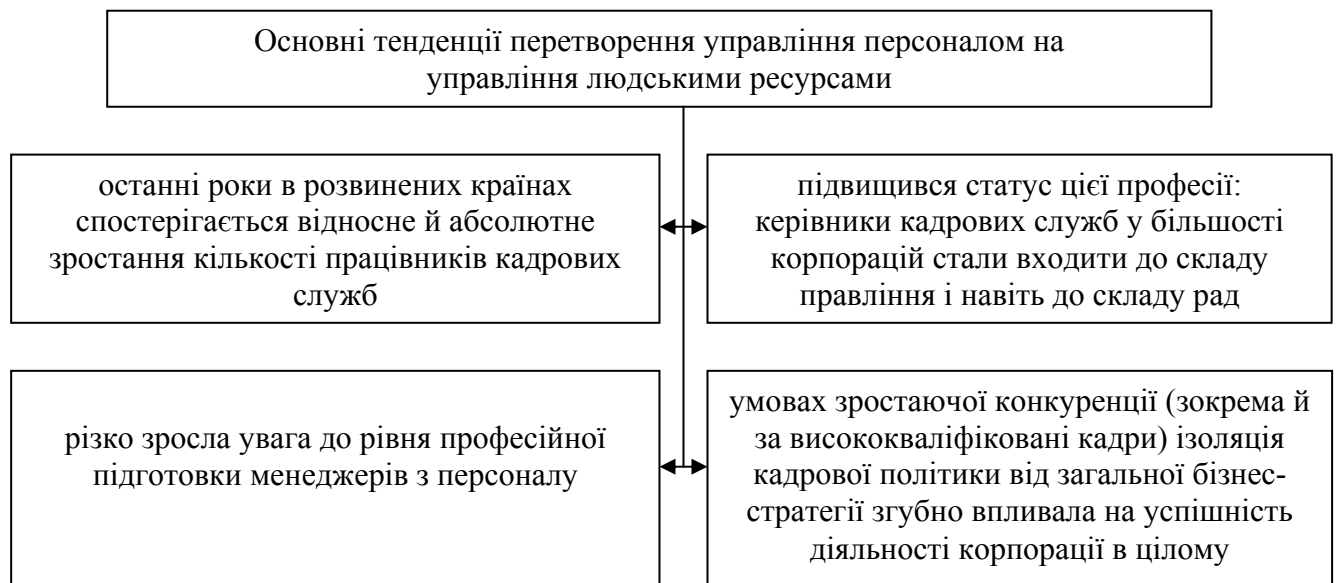 Основні тенденції перетворення управління персоналом на
управління людськими ресурсами
останні роки в розвинених країнах
спостерігається відносне й абсолютне
зростання кількості працівників кадрових
служб
підвищився статус цієї професії:
керівники кадрових служб у більшості
корпорацій стали входити до складу
правління і навіть до складу рад
різко зросла увага до рівня професійної
підготовки менеджерів з персоналу
умовах зростаючої конкуренції (зокрема й
за висококваліфіковані кадри) ізоляція
кадрової політики від загальної бізнес-
стратегії згубно впливала на успішність
діяльності корпорації в цілому